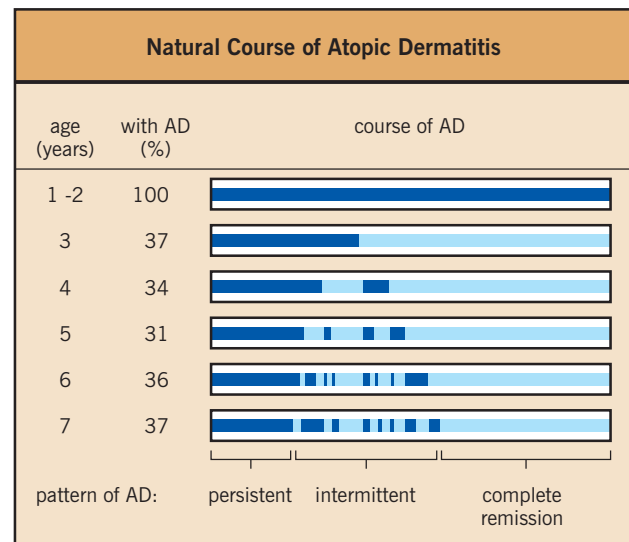 Natural Course of Atopic Dermatitis
age with AD course of AD
(years) (%)
1 -2 100
3 37
4 34
5 31
6 36
7 37
pattern of AD: persistent intermittent complete
remission